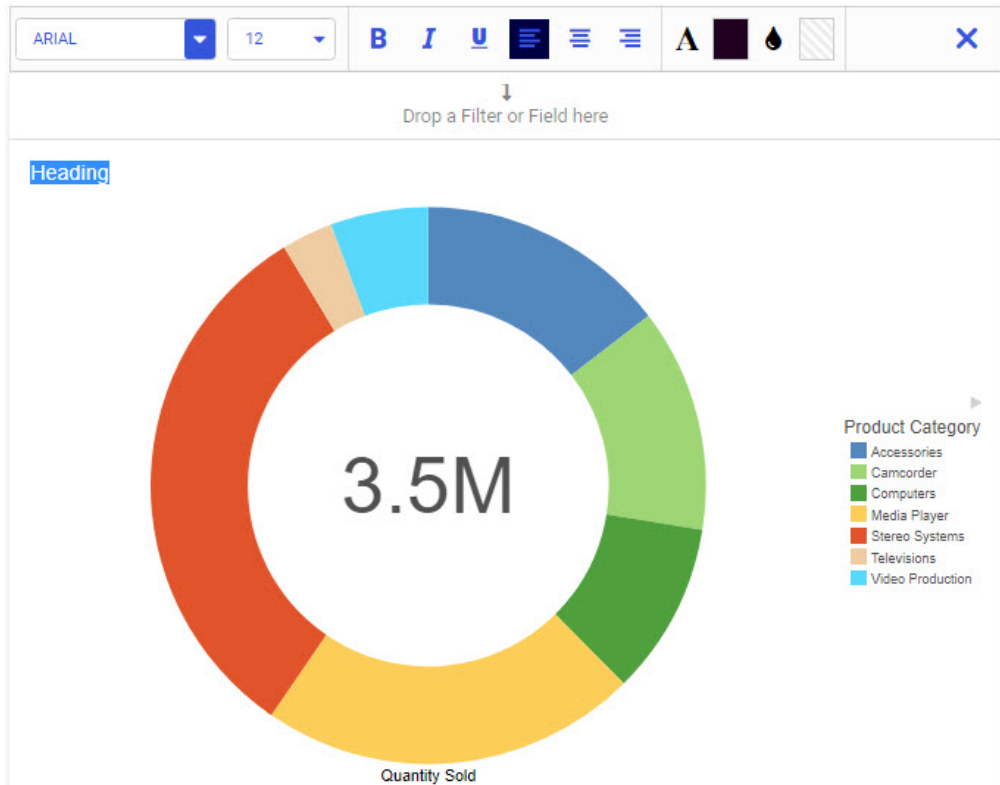 ARIAL 12 B I U A
Drop a Filter or Field here
Heading
3.5M
Product Category
Accessories
Camcorder
Computers
Media Player
Stereo Systems
Televisions
Video Production
Quantity Sold